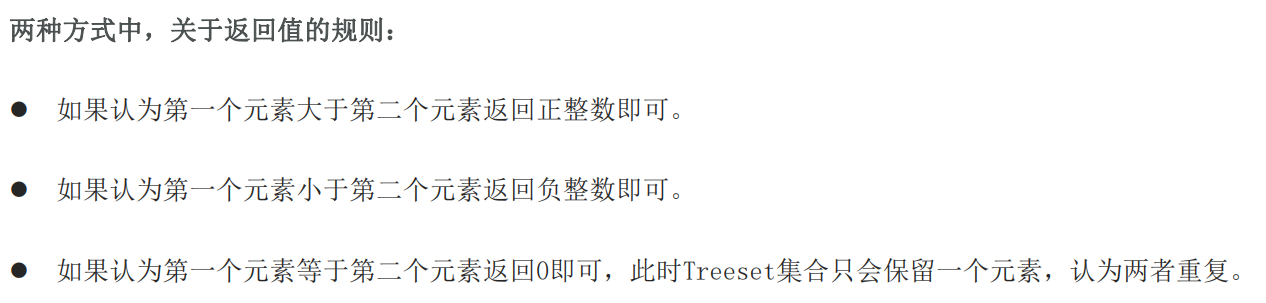 两种方式中，关于返回值的规则：
● 如果认为第一个元素大于第二个元素返回正整数即可。
● 如果认为第一个元素小于第二个元素返回负整数即可。
● 如果认为第一个元素等于第二个元素返回0即可，此时Treeset集合只会保留一个元素，认为两者重复。